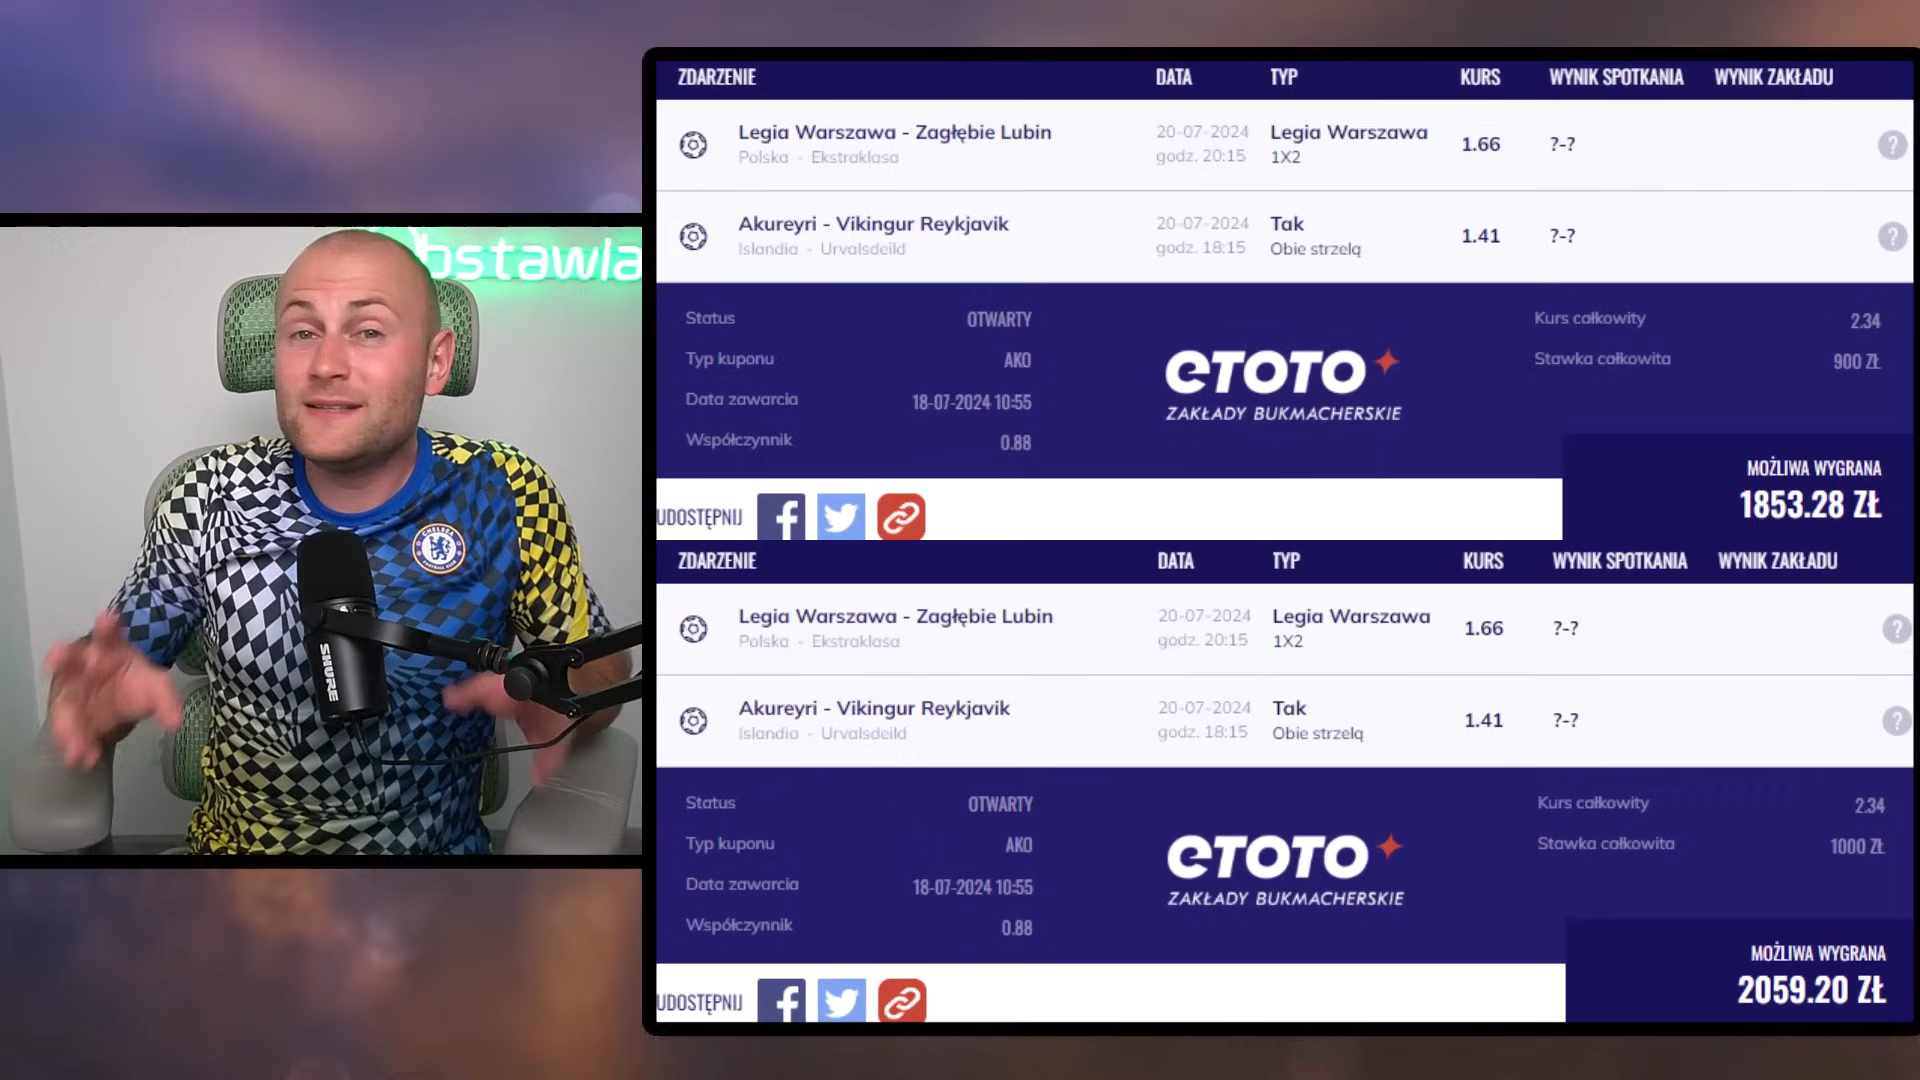 bstawla
CHELSEA
FOOTBALL CLUB
SHURE
ZDARZENIE DATA TYP KURS WYNIK SPOTKANIA WYNIK ZAKŁADU
Legia Warszawa - Zagłębie Lubin 20-07-2024 Legia Warszawa 1.66 ?-? ?
Polska - Ekstraklasa godz. 20:15 1X2
Akureyri - Vikingur Reykjavik 20-07-2024 Tak 1.41 ?-? ?
Islandia - Urvalsdeild godz. 18:15 Obie strzelą
Status OTWARTY Kurs całkowity 2.34
Typ kuponu AKO Stawka całkowita 900 ZŁ
Data zawarcia 18-07-2024 10:55
Współczynnik 0.88
eTOTO
ZAKŁADY BUKMACHERSKIE
MOŻLIWA WYGRANA
1853.28 ZŁ
UDOSTĘPNIJ
ZDARZENIE DATA TYP KURS WYNIK SPOTKANIA WYNIK ZAKŁADU
Legia Warszawa - Zagłębie Lubin 20-07-2024 Legia Warszawa 1.66 ?-? ?
Polska - Ekstraklasa godz. 20:15 1X2
Akureyri - Vikingur Reykjavik 20-07-2024 Tak 1.41 ?-? ?
Islandia - Urvalsdeild godz. 18:15 Obie strzelą
Status OTWARTY Kurs całkowity 2.34
Typ kuponu AKO Stawka całkowita 1000 ZŁ
Data zawarcia 18-07-2024 10:55
Współczynnik 0.88
eTOTO
ZAKŁADY BUKMACHERSKIE
MOŻLIWA WYGRANA
2059.20 ZŁ
UDOSTĘPNIJ